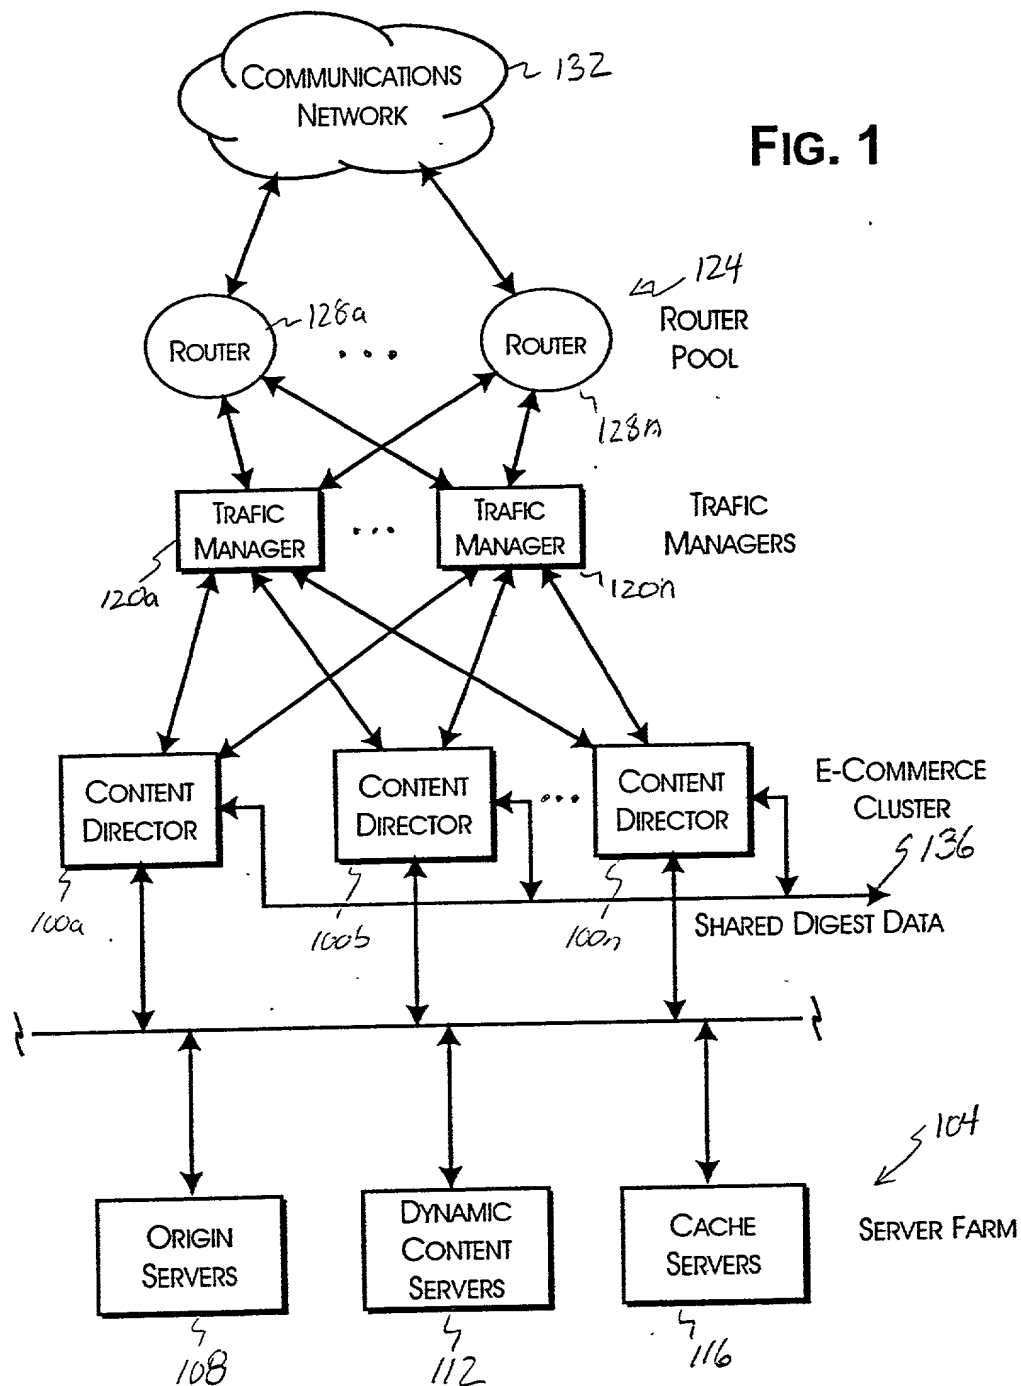 COMMUNICATIONS
NETWORK
132
FIG. 1
124
ROUTER
POOL
ROUTER
128a
• • •
ROUTER
128n
TRAFIC
MANAGER
120a
• • •
TRAFIC
MANAGER
120n
TRAFIC
MANAGERS
CONTENT
DIRECTOR
100a
CONTENT
DIRECTOR
100b
• • •
CONTENT
DIRECTOR
100n
E-COMMERCE
CLUSTER
136
SHARED DIGEST DATA
104
SERVER FARM
ORIGIN
SERVERS
108
DYNAMIC
CONTENT
SERVERS
112
CACHE
SERVERS
116